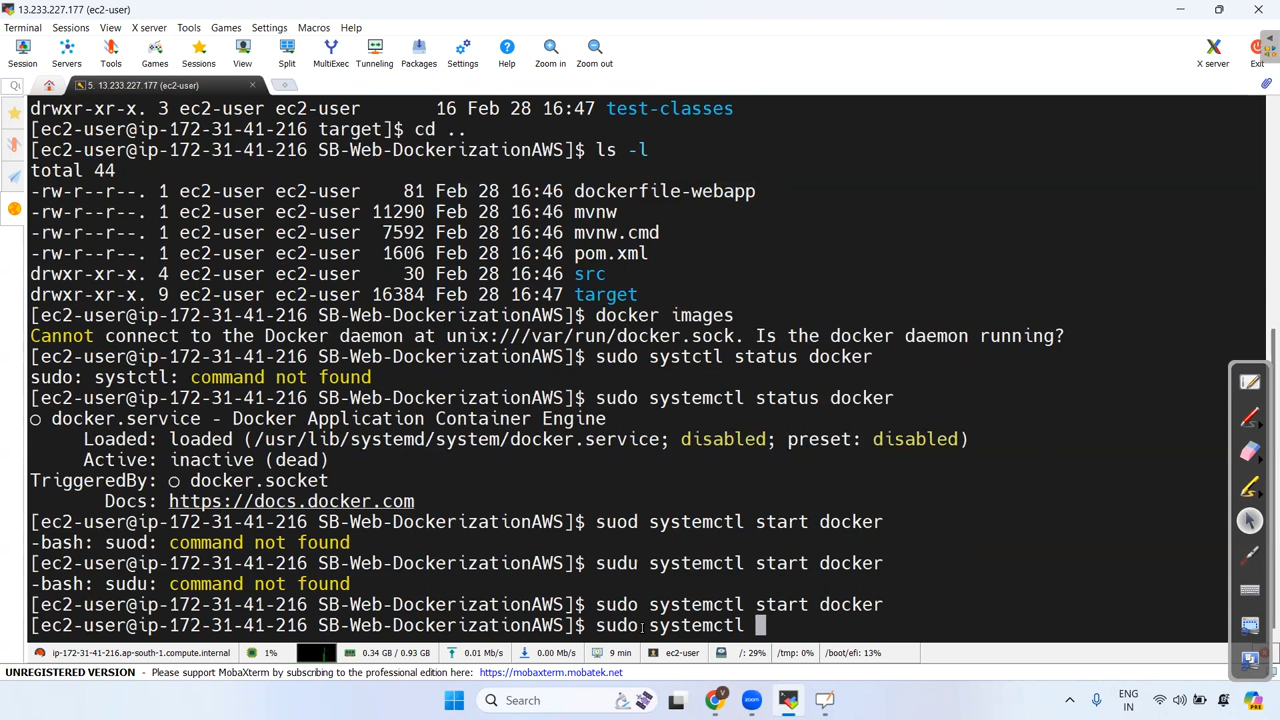 13.233.227.177 (ec2-user)
Terminal Sessions View X server Tools Games Settings Macros Help
Session Servers Tools Games Sessions View Split MultiExec Tunneling Packages Settings Help Zoom in Zoom out X server Exit
5. 13.233.227.177 (ec2-user)
drwxr-xr-x. 3 ec2-user ec2-user 16 Feb 28 16:47 test-classes
[ec2-user@ip-172-31-41-216 target]$ cd ..
[ec2-user@ip-172-31-41-216 SB-Web-DockerizationAWS]$ ls -l
total 44
-rw-r--r--. 1 ec2-user ec2-user 81 Feb 28 16:46 dockerfile-webapp
-rw-r--r--. 1 ec2-user ec2-user 11290 Feb 28 16:46 mvnw
-rw-r--r--. 1 ec2-user ec2-user 7592 Feb 28 16:46 mvnw.cmd
-rw-r--r--. 1 ec2-user ec2-user 1606 Feb 28 16:46 pom.xml
drwxr-xr-x. 4 ec2-user ec2-user 30 Feb 28 16:46 src
drwxr-xr-x. 9 ec2-user ec2-user 16384 Feb 28 16:47 target
[ec2-user@ip-172-31-41-216 SB-Web-DockerizationAWS]$ docker images
Cannot connect to the Docker daemon at unix:///var/run/docker.sock. Is the docker daemon running?
[ec2-user@ip-172-31-41-216 SB-Web-DockerizationAWS]$ sudo systctl status docker
sudo: systctl: command not found
[ec2-user@ip-172-31-41-216 SB-Web-DockerizationAWS]$ sudo systemctl status docker
○ docker.service - Docker Application Container Engine
Loaded: loaded (/usr/lib/systemd/system/docker.service; disabled; preset: disabled)
Active: inactive (dead)
TriggeredBy: ○ docker.socket
Docs: https://docs.docker.com
[ec2-user@ip-172-31-41-216 SB-Web-DockerizationAWS]$ suod systemctl start docker
-bash: suod: command not found
[ec2-user@ip-172-31-41-216 SB-Web-DockerizationAWS]$ sudu systemctl start docker
-bash: sudu: command not found
[ec2-user@ip-172-31-41-216 SB-Web-DockerizationAWS]$ sudo systemctl start docker
[ec2-user@ip-172-31-41-216 SB-Web-DockerizationAWS]$ sudo systemctl
ip-172-31-41-216.ap-south-1.compute.internal 1% 0.34 GB / 0.93 GB 0.01 Mb/s 0.00 Mb/s 9 min ec2-user /: 29% /tmp: 0% /boot/efi: 13%
UNREGISTERED VERSION - Please support MobaXterm by subscribing to the professional edition here: https://mobaxterm.mobatek.net
Search ENG
IN